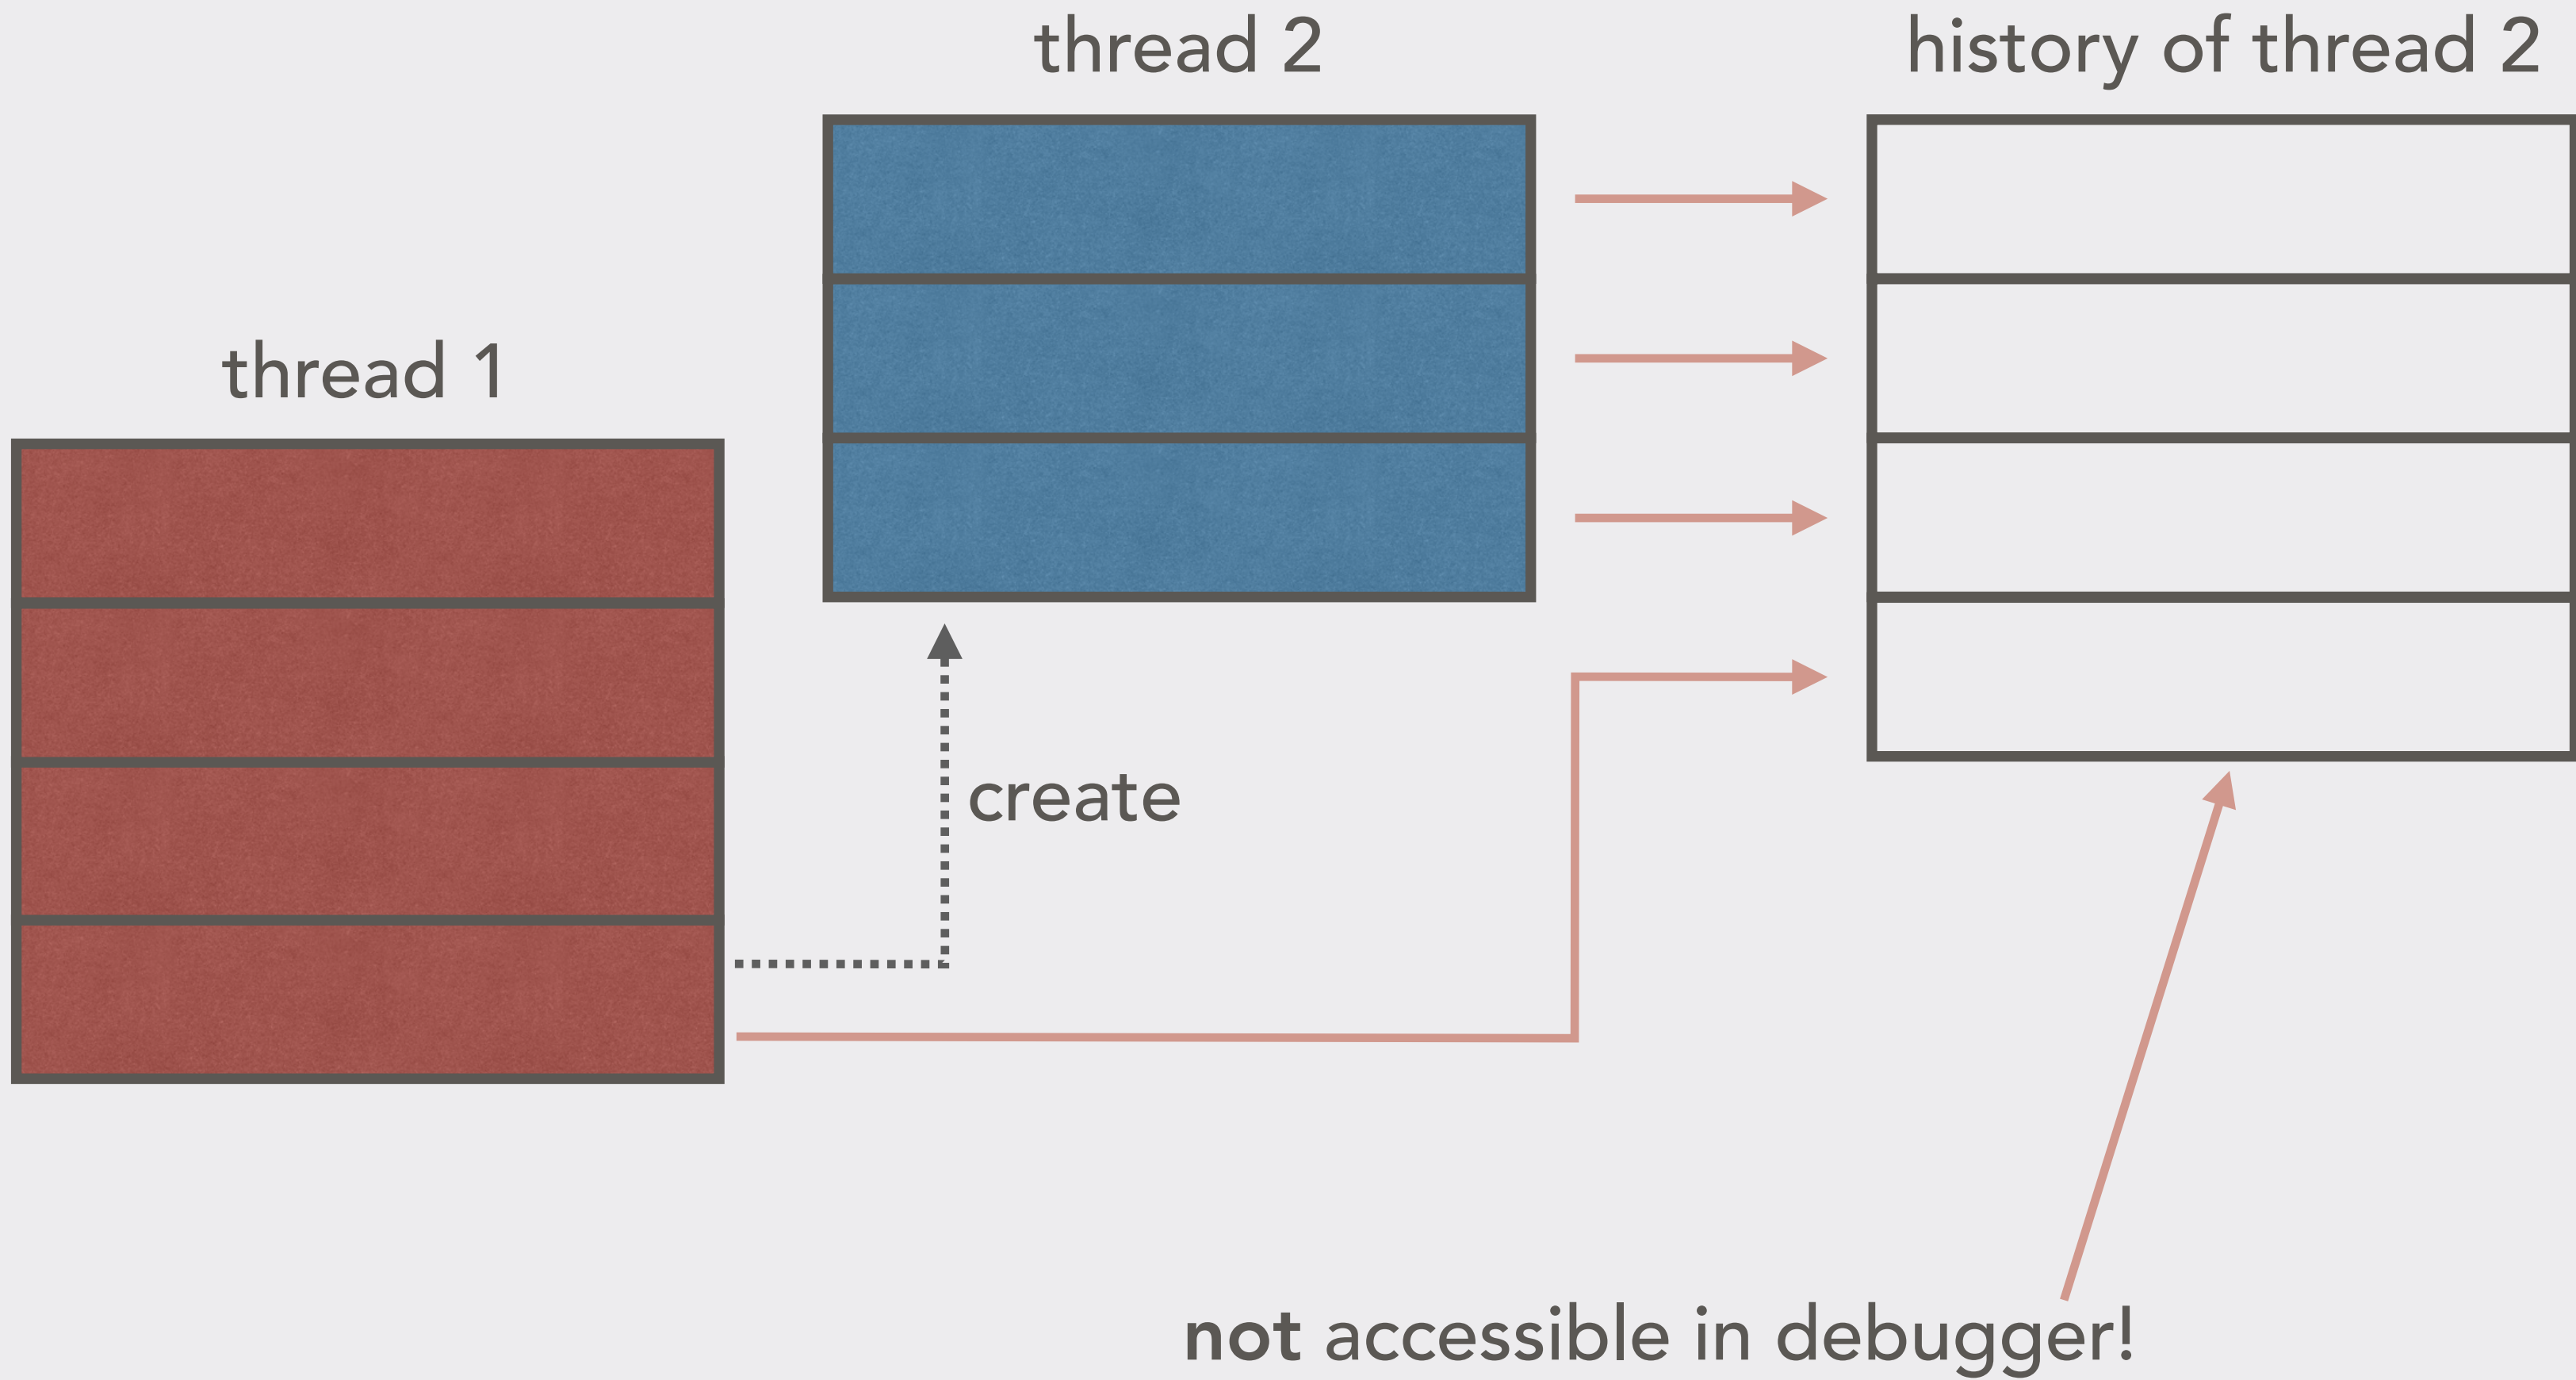 thread 2
history of thread 2
thread 1
create
not accessible in debugger!